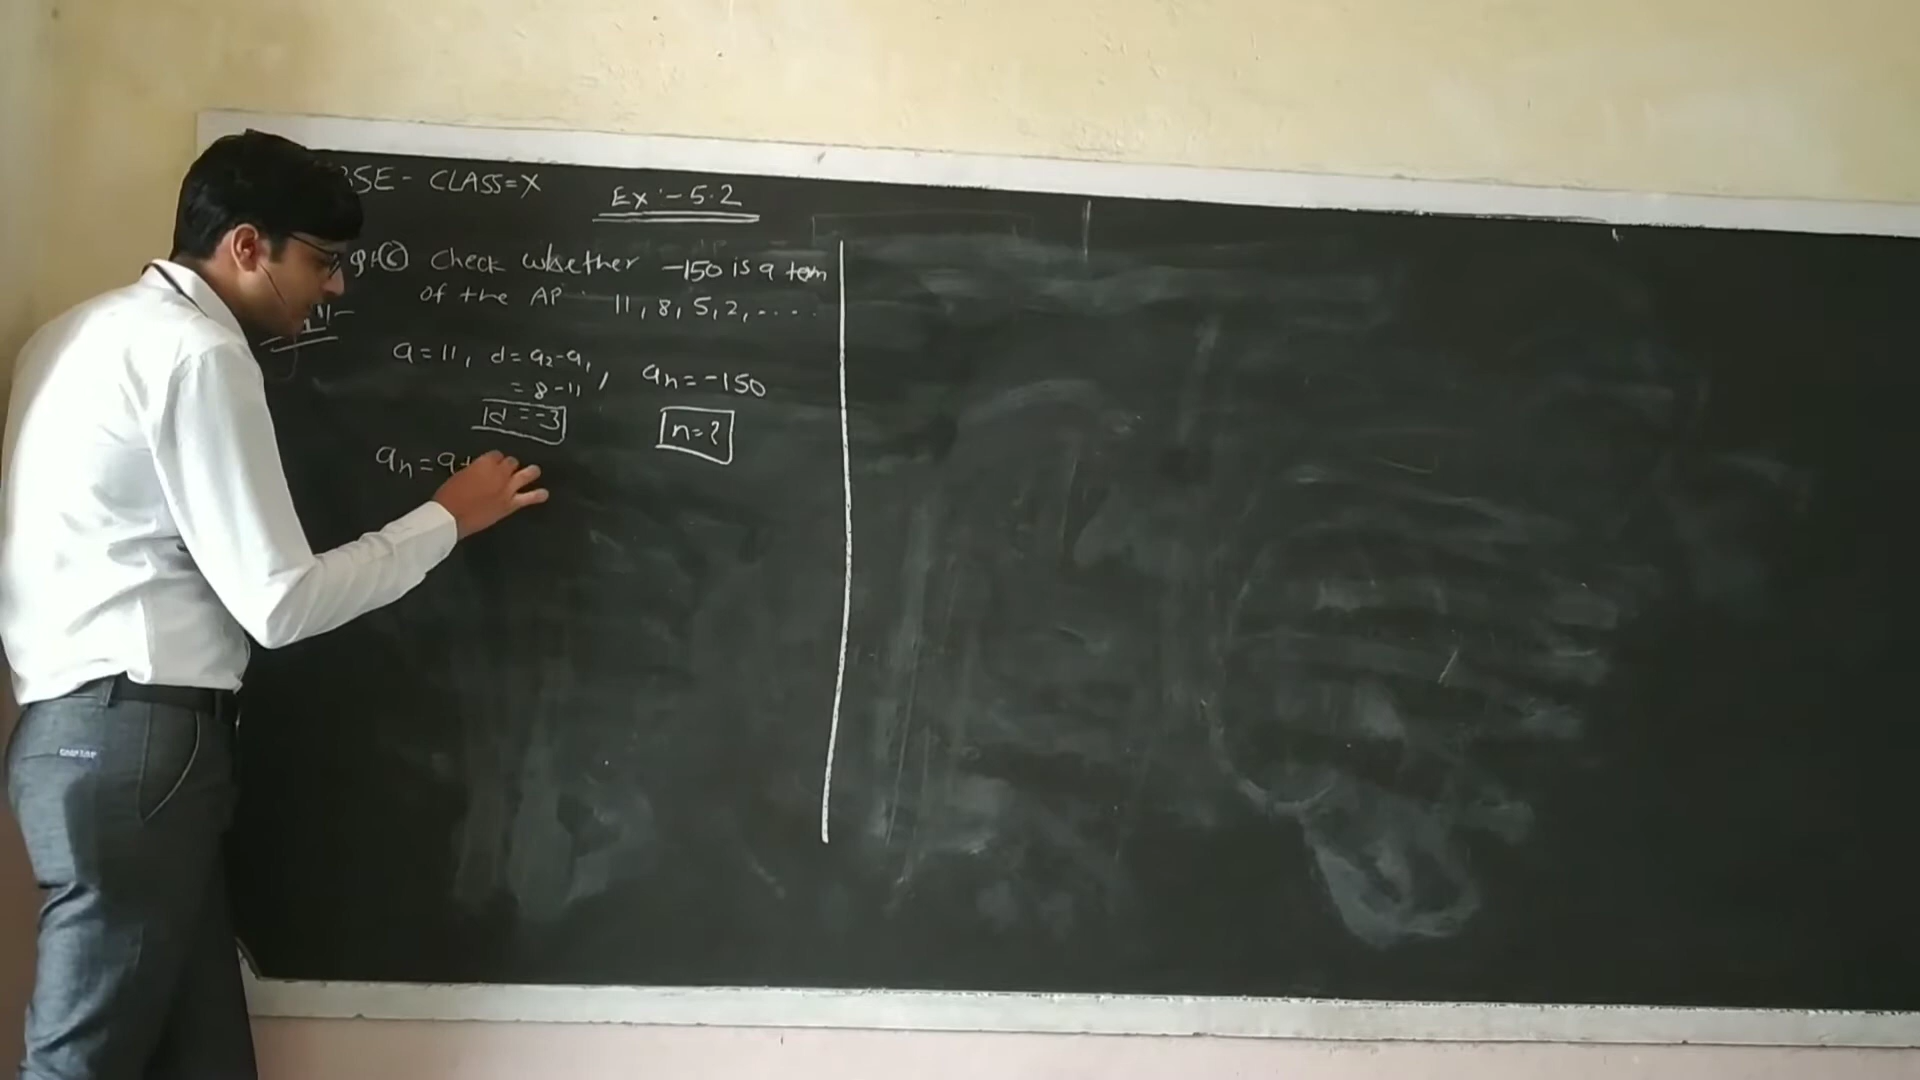 BSE - CLASS=X
Ex:- 5.2
Check whether -150 is a term
of the AP : 11, 8, 5, 2, ....
a = 11, d = a₂-a₁, aₙ = -150
= 8-11
d = -3
n = ?
aₙ = a+